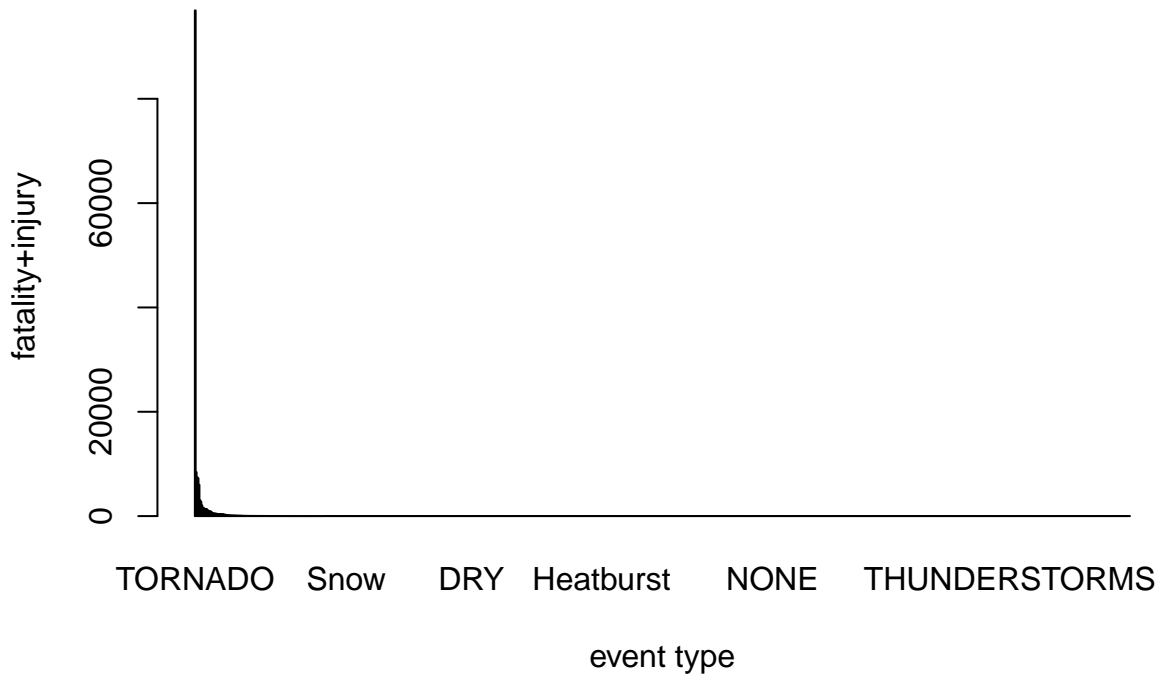 fatality+injury
60000
20000
0
TORNADO Snow DRY Heatburst NONE THUNDERSTORMS
event type